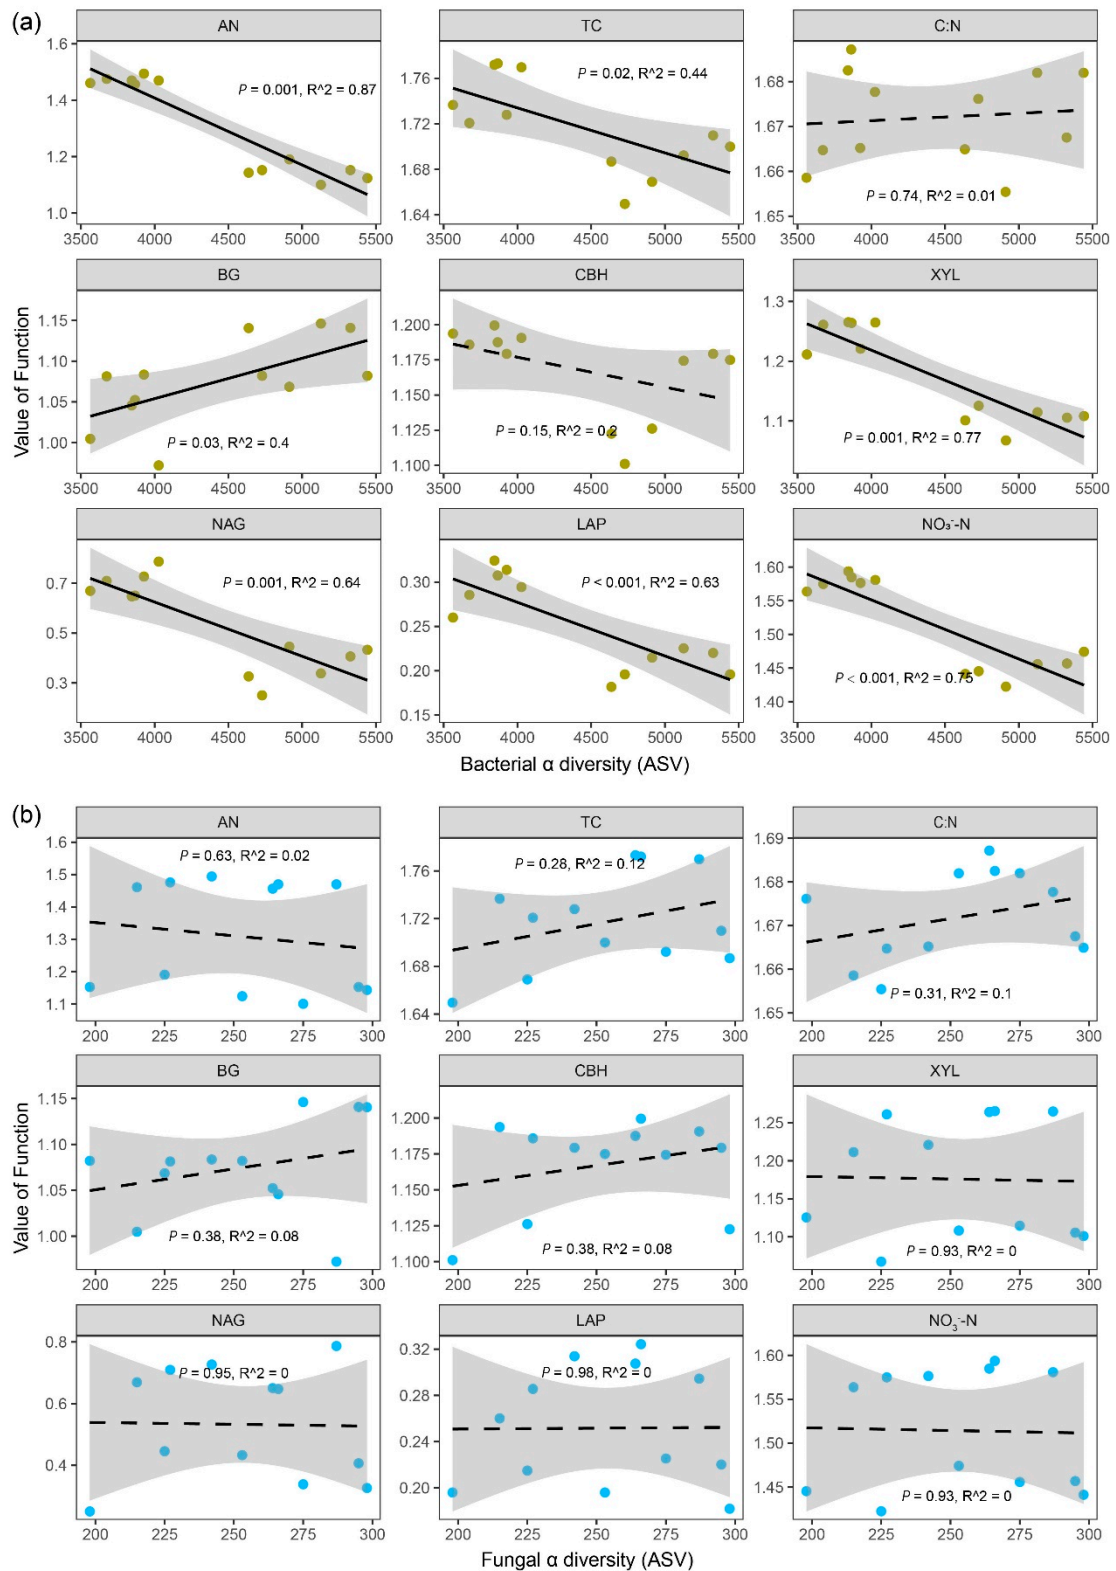 (a)
AN TC C:N
1.6 1.4 1.2 1.0
P = 0.001, R^2 = 0.87
3500 4000 4500 5000 5500
1.76 1.72 1.68 1.64
P = 0.02, R^2 = 0.44
3500 4000 4500 5000 5500
1.68 1.67 1.66 1.65
P = 0.74, R^2 = 0.01
3500 4000 4500 5000 5500
Value of Function
BG CBH XYL
1.15 1.10 1.05 1.00
P = 0.03, R^2 = 0.4
3500 4000 4500 5000 5500
1.200 1.175 1.150 1.125 1.100
P = 0.15, R^2 = 0.2
3500 4000 4500 5000 5500
1.3 1.2 1.1
P = 0.001, R^2 = 0.77
3500 4000 4500 5000 5500
NAG LAP NO₃⁻-N
0.7 0.5 0.3
P = 0.001, R^2 = 0.64
3500 4000 4500 5000 5500
0.30 0.25 0.20 0.15
P < 0.001, R^2 = 0.63
3500 4000 4500 5000 5500
1.60 1.55 1.50 1.45 1.40
P < 0.001, R^2 = 0.75
3500 4000 4500 5000 5500
Bacterial α diversity (ASV)
(b)
AN TC C:N
1.6 1.5 1.4 1.3 1.2 1.1
P = 0.63, R^2 = 0.02
200 225 250 275 300
1.76 1.72 1.68 1.64
P = 0.28, R^2 = 0.12
200 225 250 275 300
1.69 1.68 1.67 1.66 1.65
P = 0.31, R^2 = 0.1
200 225 250 275 300
Value of Function
BG CBH XYL
1.15 1.10 1.05 1.00
P = 0.38, R^2 = 0.08
200 225 250 275 300
1.200 1.175 1.150 1.125 1.100
P = 0.38, R^2 = 0.08
200 225 250 275 300
1.25 1.20 1.15 1.10
P = 0.93, R^2 = 0
200 225 250 275 300
NAG LAP NO₃⁻-N
0.8 0.6 0.4
P = 0.95, R^2 = 0
200 225 250 275 300
0.32 0.28 0.24 0.20
P = 0.98, R^2 = 0
200 225 250 275 300
1.60 1.55 1.50 1.45
P = 0.93, R^2 = 0
200 225 250 275 300
Fungal α diversity (ASV)